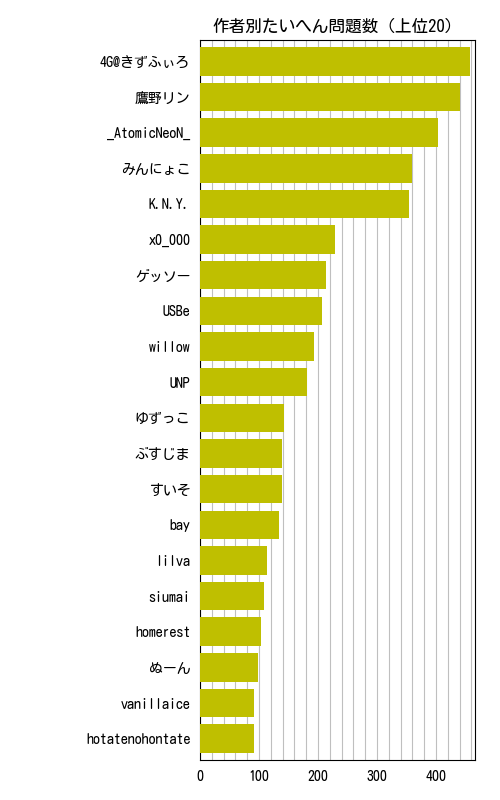 作者別たいへん問題数 (上位20)
4G@きずふぃろ
鷹野リン
_AtomicNeoN_
みんにょこ
K.N.Y.
x0_000
ゲッソー
USBe
willow
UNP
ゆずっこ
ぶすじま
すいそ
bay
lilva
siumai
homerest
ぬーん
vanillaice
hotatenohontate
0 100 200 300 400